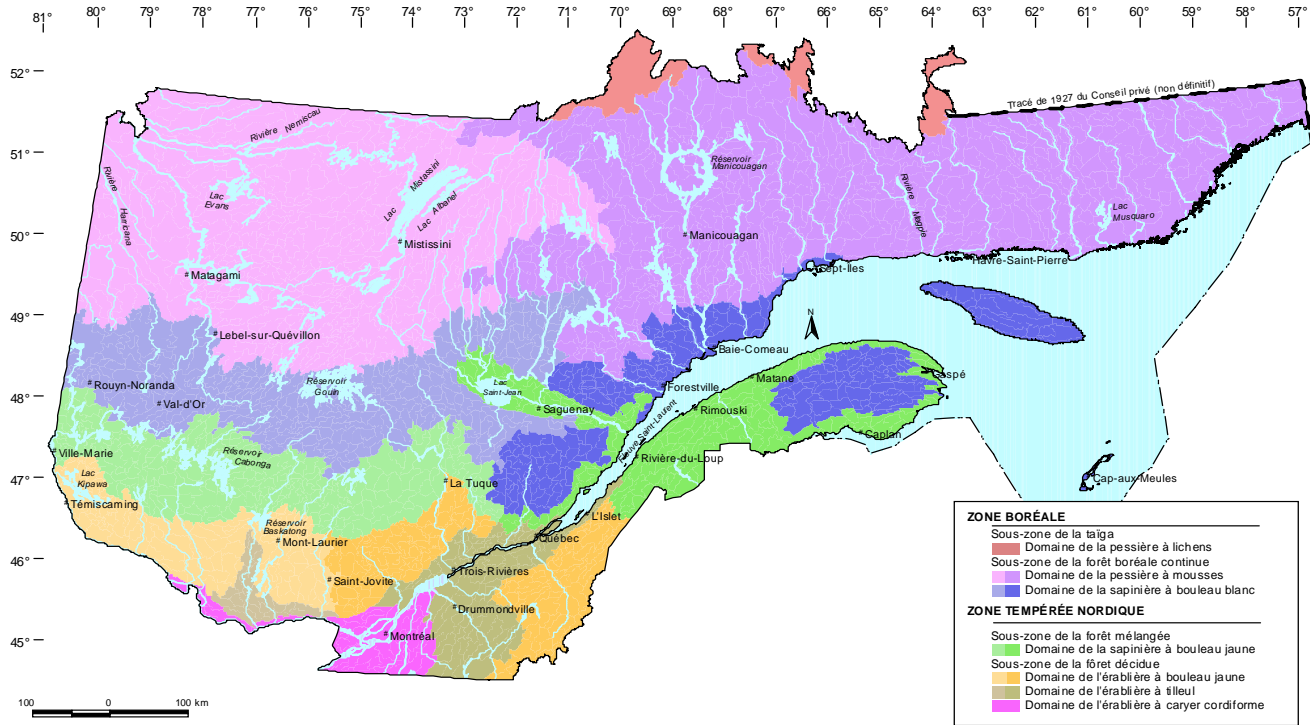 81° 80 79 78 77 76 75 74 73 72 71 70 69 68 67 66 65 64 63 62 61 60 59 58 57°
52°
51°
50°
49°
48°
47°
46°
45°
Tracé de 1927 du Conseil privé (non définitif)
Rivière Nemiscau
Rivière Harricana
Lac Evans
Lac Mistassini
Lac Albanel
Mistissini
Réservoir Manicouagan
Manicouagan
Rivière Magpie
Lac Musquaro
Matagami
Sept-Iles
Havre-Saint-Pierre
Lebel-sur-Quévillon
N
Baie-Comeau
Rouyn-Noranda
Réservoir Gouin
Lac Saint-Jean
Forestville
Matane
Gaspé
Val-d'Or
Saguenay
Rimouski
Fleuve Saint-Laurent
Caplan
Ville-Marie
Réservoir Cabonga
Rivière-du-Loup
Lac Kipawa
La Tuque
Cap-aux-Meules
Témiscaming
Réservoir Baskatong
L'Islet
Mont-Laurier
Québec
Saint-Jovite
Trois-Rivières
Drummondville
Montréal
100 0 100 km
ZONE BORÉALE
Sous-zone de la taïga
Domaine de la pessière à lichens
Sous-zone de la forêt boréale continue
Domaine de la pessière à mousses
Domaine de la sapinière à bouleau blanc
ZONE TEMPÉRÉE NORDIQUE
Sous-zone de la forêt mélangée
Domaine de la sapinière à bouleau jaune
Sous-zone de la fôret décidue
Domaine de l'érablière à bouleau jaune
Domaine de l'érablière à tilleul
Domaine de l'érablière à caryer cordiforme